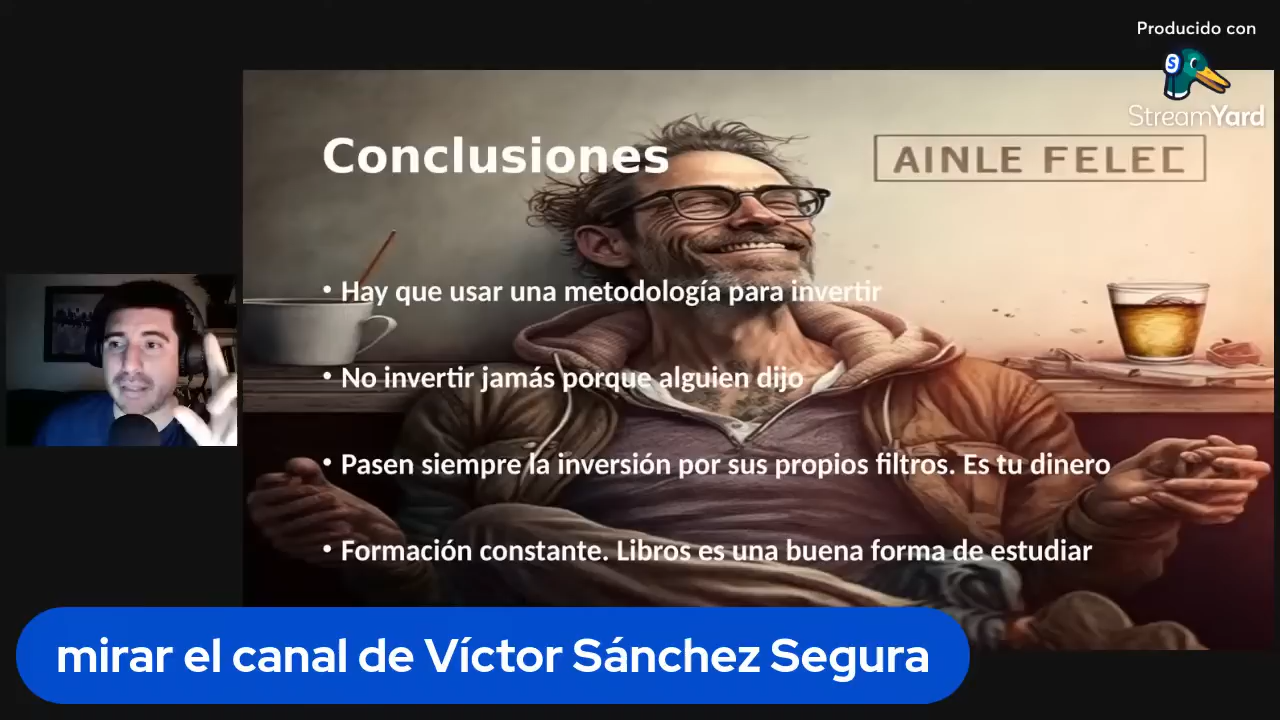 Producido con
StreamYard
Conclusiones
AINLE FELEC
• Hay que usar una metodología para invertir
• No invertir jamás porque alguien dijo
• Pasen siempre la inversión por sus propios filtros. Es tu dinero
• Formación constante. Libros es una buena forma de estudiar
mirar el canal de Víctor Sánchez Segura